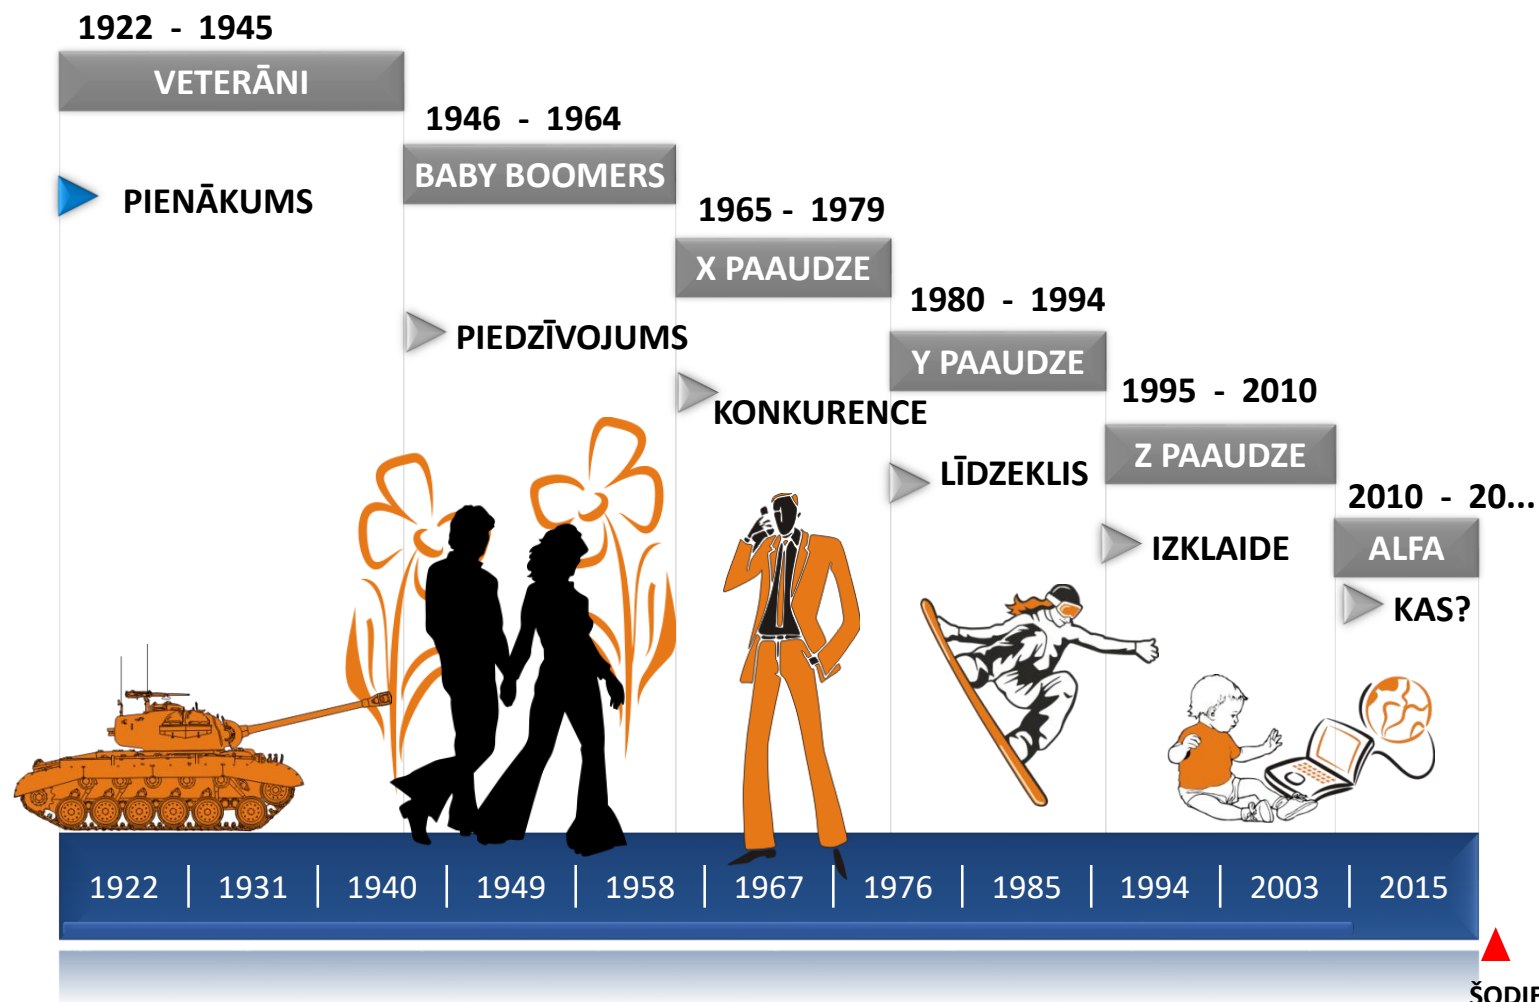 1922 - 1945
VETERĀNI
PIENĀKUMS
1946 - 1964
BABY BOOMERS
PIEDZĪVOJUMS
1965 - 1979
X PAAUDZE
KONKURENCE
1980 - 1994
Y PAAUDZE
LĪDZEKLIS
1995 - 2010
Z PAAUDZE
IZKLAIDE
2010 - 20...
ALFA
KAS?
1922 | 1931 | 1940 | 1949 | 1958 | 1967 | 1976 | 1985 | 1994 | 2003 | 2015